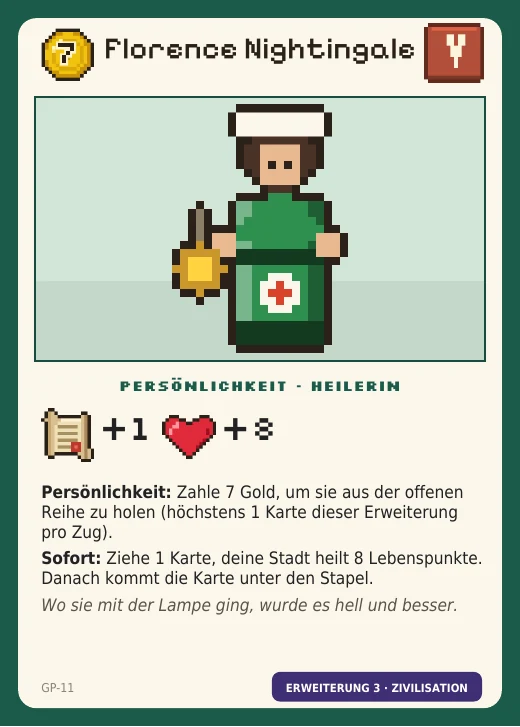 7 Florence Nightingale
PERSÖNLICHKEIT · HEILERIN
+1 +8
Persönlichkeit: Zahle 7 Gold, um sie aus der offenen
Reihe zu holen (höchstens 1 Karte dieser Erweiterung
pro Zug).
Sofort: Ziehe 1 Karte, deine Stadt heilt 8 Lebenspunkte.
Danach kommt die Karte unter den Stapel.
Wo sie mit der Lampe ging, wurde es hell und besser.
GP-11
ERWEITERUNG 3 · ZIVILISATION